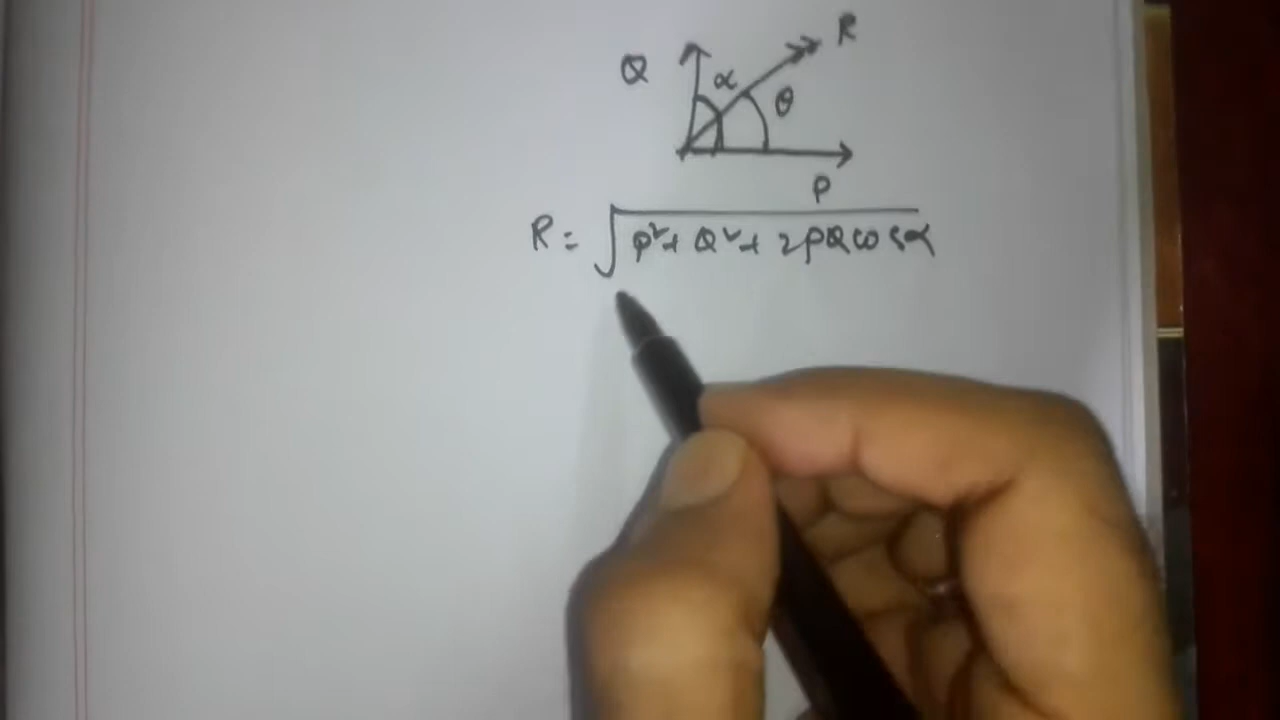 R
Q α θ
P
R = √P²+ Q²+ 2PQ cos α